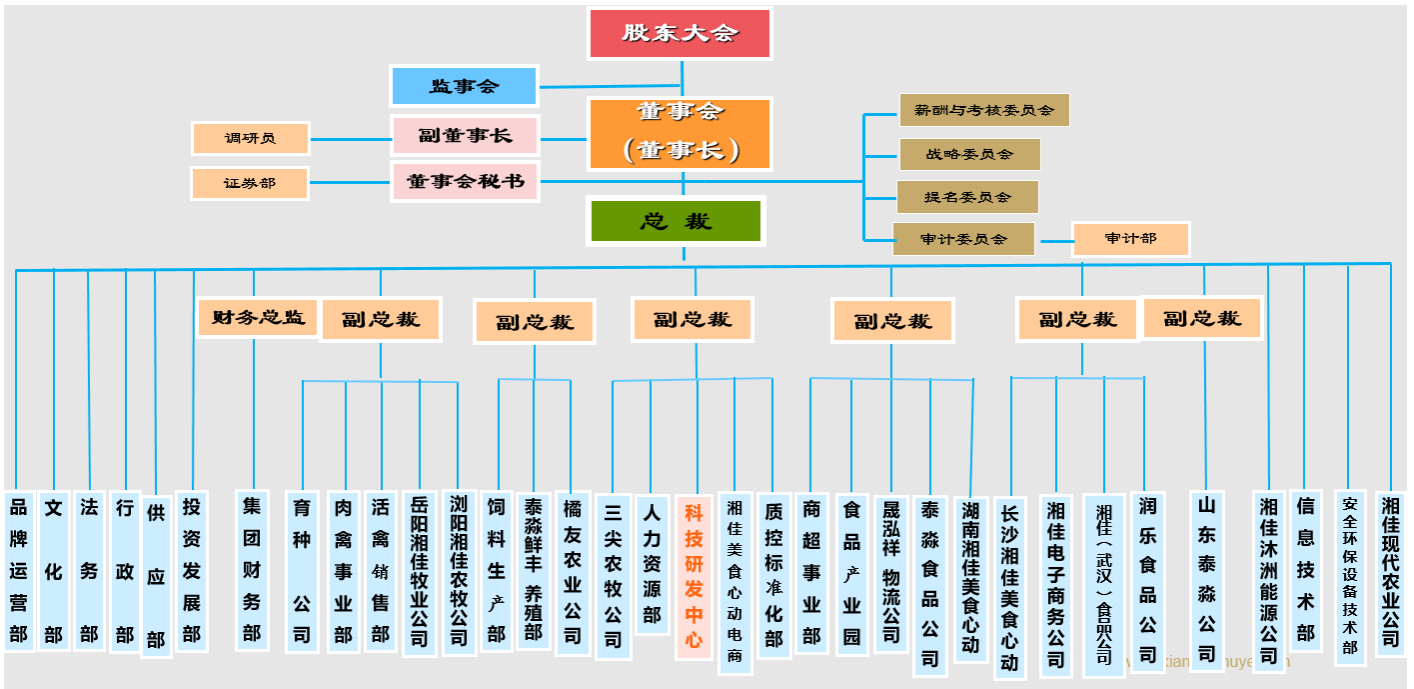 股东大会
监事会
董事会
（董事长）
薪酬与考核委员会
调研员
副董事长
战略委员会
证券部
董事会秘书
提名委员会
总 裁
审计委员会
审计部
财务总监
副总裁
副总裁
副总裁
副总裁
副总裁
副总裁
品牌运营部
文化部
法务部
行政部
供应部
投资发展部
集团财务部
育种 公司
肉禽事业部
活禽销售部
岳阳湘佳牧业公司
浏阳湘佳农牧公司
饲料生产部
泰淼鲜丰 养殖部
橘友农业公司
三尖农牧公司
人力资源部
科技研发中心
湘佳美食心动电商
质控标准化部
商超事业部
食品产业园
晟泓祥 物流公司
泰淼食品公司
湖南湘佳美食心动
长沙湘佳美食心动
湘佳电子商务公司
湘佳（武汉）食品公司
润乐食品公司
山东泰淼公司
湘佳沐洲能源公司
信息技术部
安全环保设备技术部
湘佳现代农业公司